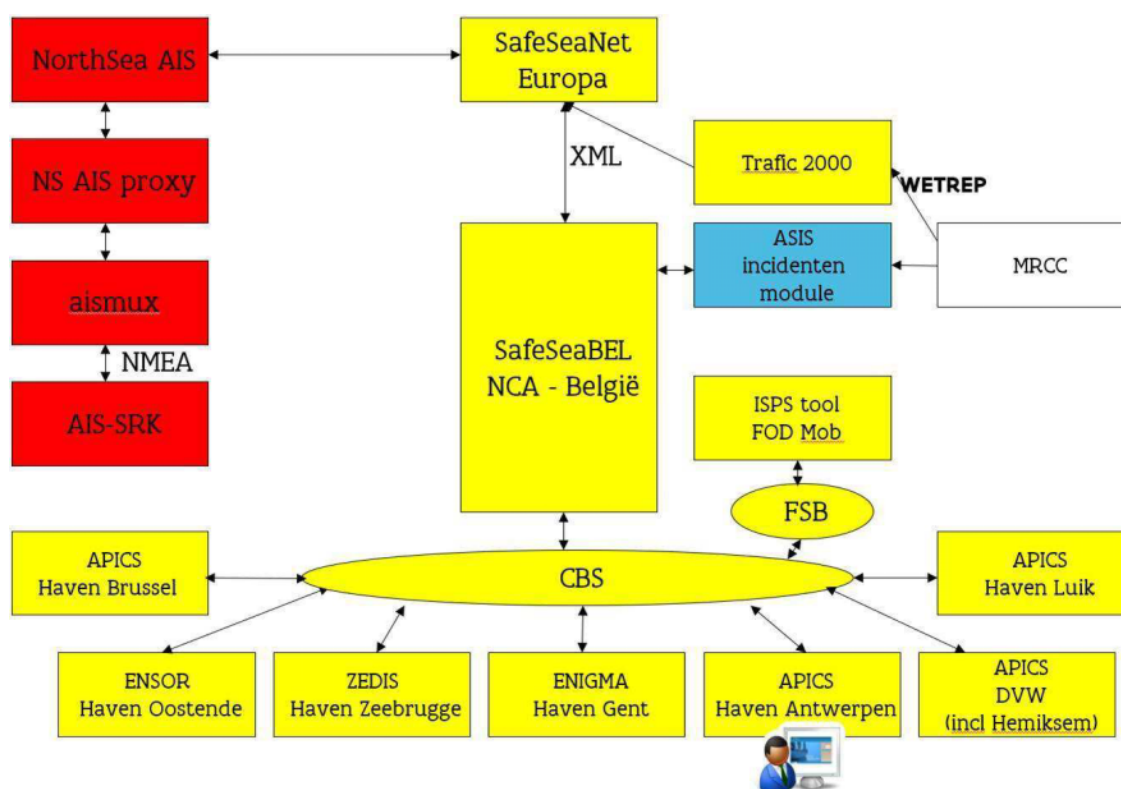 NorthSea AIS
SafeSeaNet
Europa
NS AIS proxy
XML
Trafic 2000
WETREP
aismux
ASIS
incidenten
module
MRCC
NMEA
SafeSeaBEL
NCA - België
AIS-SRK
ISPS tool
FOD Mob
FSB
APICS
Haven Brussel
CBS
APICS
Haven Luik
ENSOR
Haven Oostende
ZEDIS
Haven Zeebrugge
ENIGMA
Haven Gent
APICS
Haven Antwerpen
APICS
DVW
(incl Hemiksem)